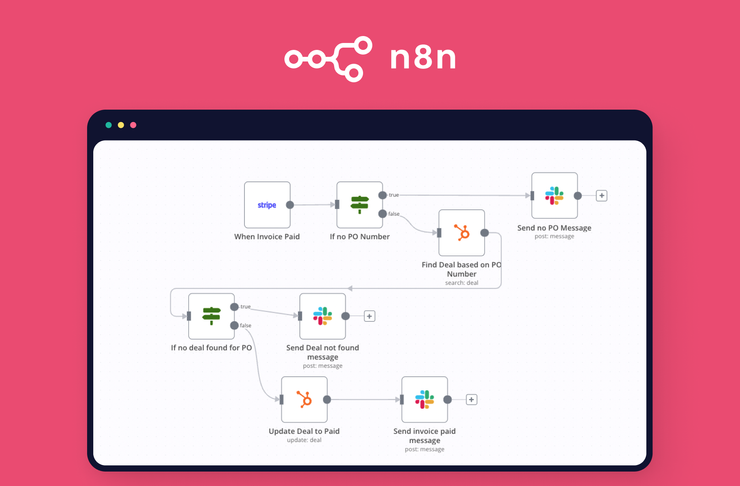 n8n
stripe
When Invoice Paid
true
false
If no PO Number
Send no PO Message
post: message
Find Deal based on PO
Number
search: deal
true
false
If no deal found for PO
Send Deal not found
message
post: message
Update Deal to Paid
update: deal
Send invoice paid
message
post: message